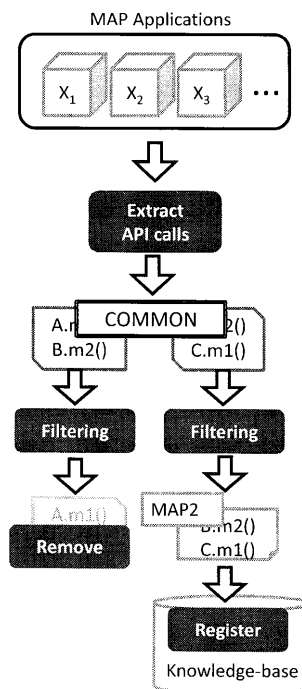 MAP Applications
X1 X2 X3 ...
Extract
API calls
COMMON
B.m2() C.m1()
Filtering Filtering
A.m1() MAP2
B.m2()
Remove C.m1()
Register
Knowledge-base